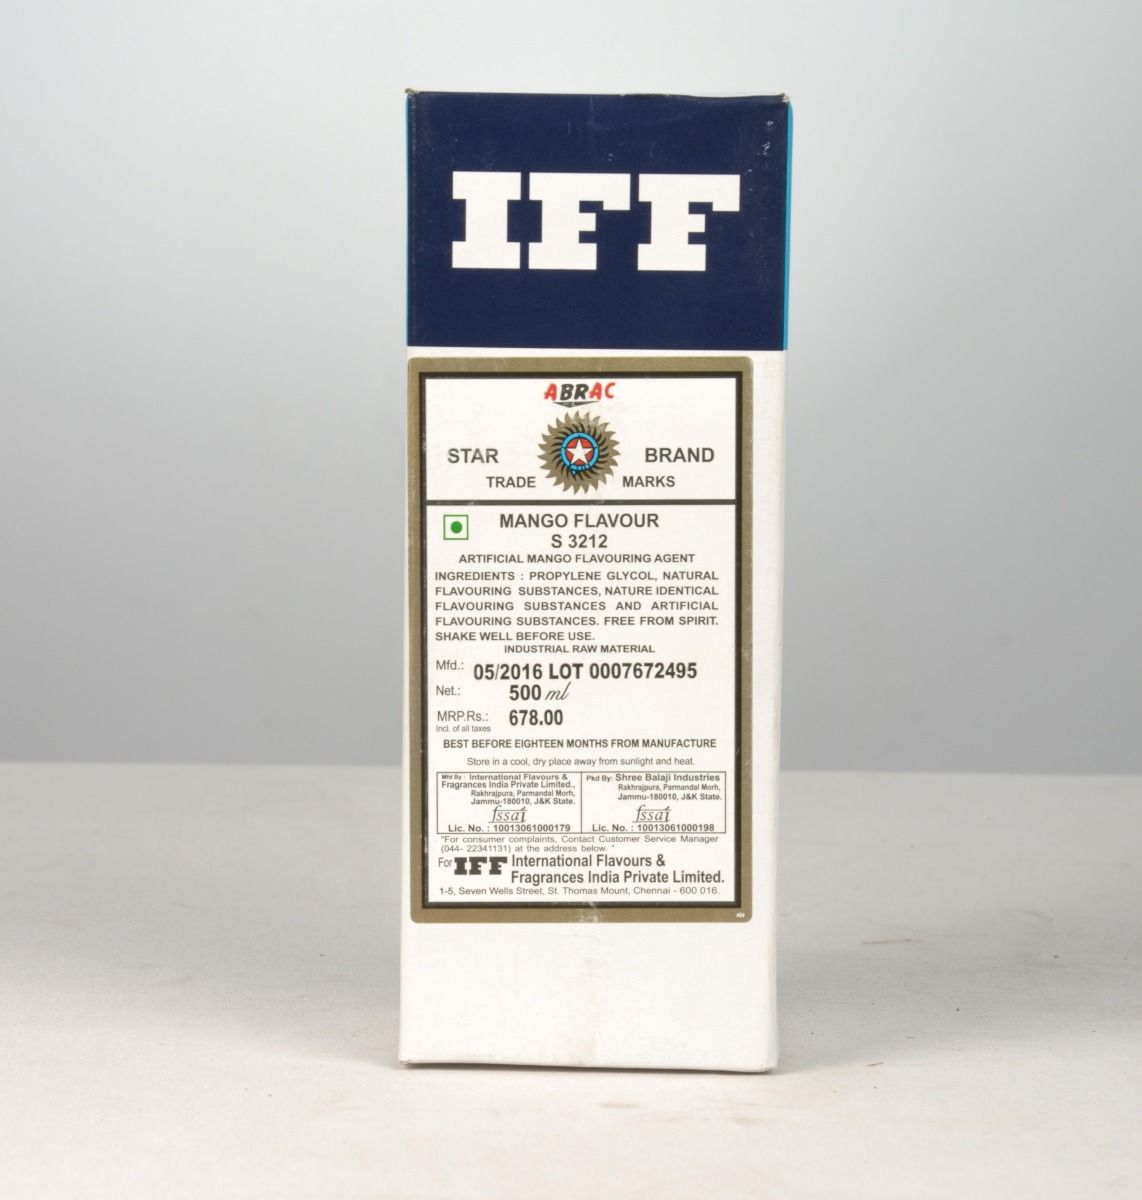 IFF
ABRAC
STAR BRAND
TRADE MARKS
MANGO FLAVOUR
S 3212
ARTIFICIAL MANGO FLAVOURING AGENT
INGREDIENTS : PROPYLENE GLYCOL, NATURAL
FLAVOURING SUBSTANCES, NATURE IDENTICAL
FLAVOURING SUBSTANCES AND ARTIFICIAL
FLAVOURING SUBSTANCES. FREE FROM SPIRIT.
SHAKE WELL BEFORE USE.
INDUSTRIAL RAW MATERIAL
Mfd.: 05/2016 LOT 0007672495
Net.: 500 ml
MRP.Rs.: 678.00
Incl. of all taxes
BEST BEFORE EIGHTEEN MONTHS FROM MANUFACTURE
Store in a cool, dry place away from sunlight and heat.
Mfd By : International Flavours &
Fragrances India Private Limited.,
Rakhrajpura, Parmandal Morh,
Jammu-180010, J&K State.
fssai
Lic. No. : 10013061000179
Pkd By: Shree Balaji Industries
Rakhrajpura, Parmandal Morh,
Jammu-180010, J&K State.
fssai
Lic. No. : 10013061000198
"For consumer complaints, Contact Customer Service Manager
(044- 22341131) at the address below. "
For IFF International Flavours &
Fragrances India Private Limited.
1-5, Seven Wells Street, St. Thomas Mount, Chennai - 600 016.
KH